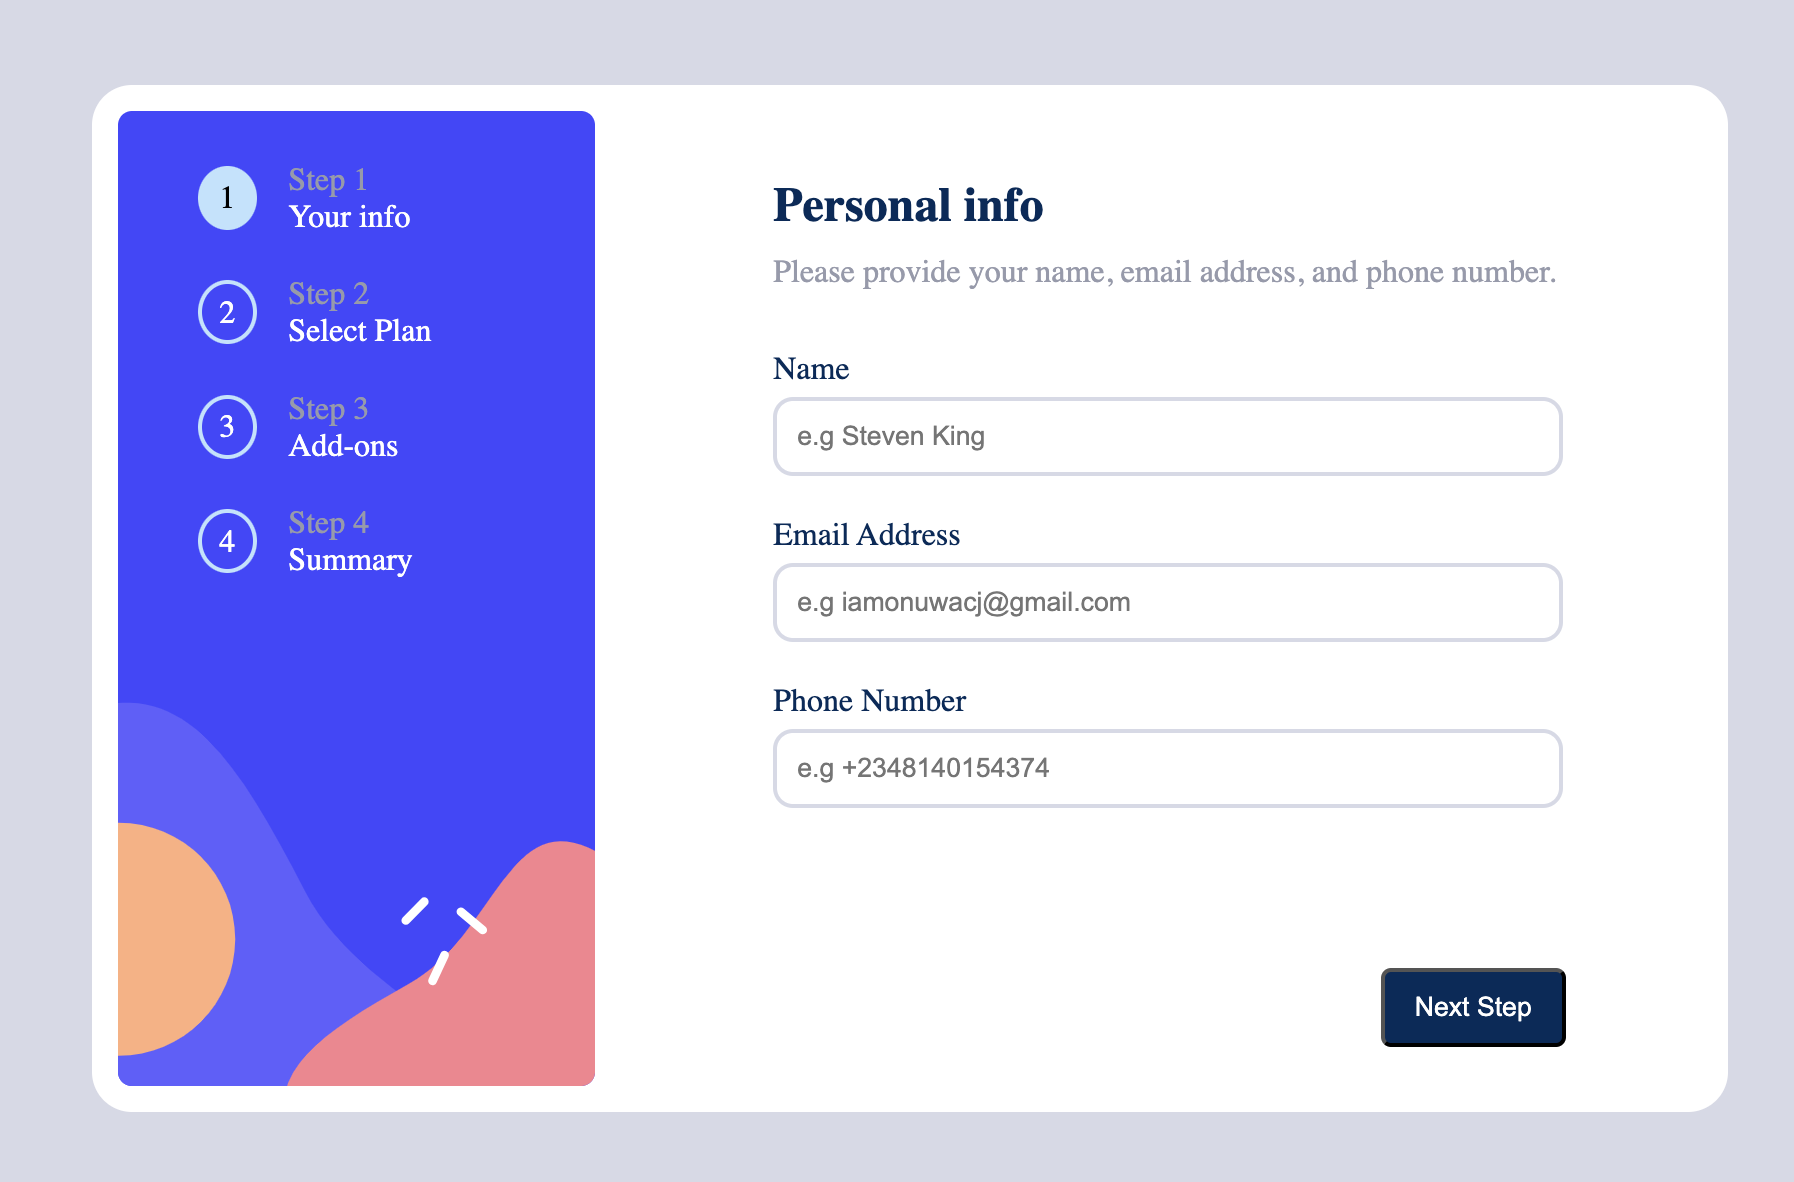 1
Step 1
Your info
2
Step 2
Select Plan
3
Step 3
Add-ons
4
Step 4
Summary
Personal info
Please provide your name, email address, and phone number.
Name
e.g Steven King
Email Address
e.g iamonuwacj@gmail.com
Phone Number
e.g +2348140154374
Next Step